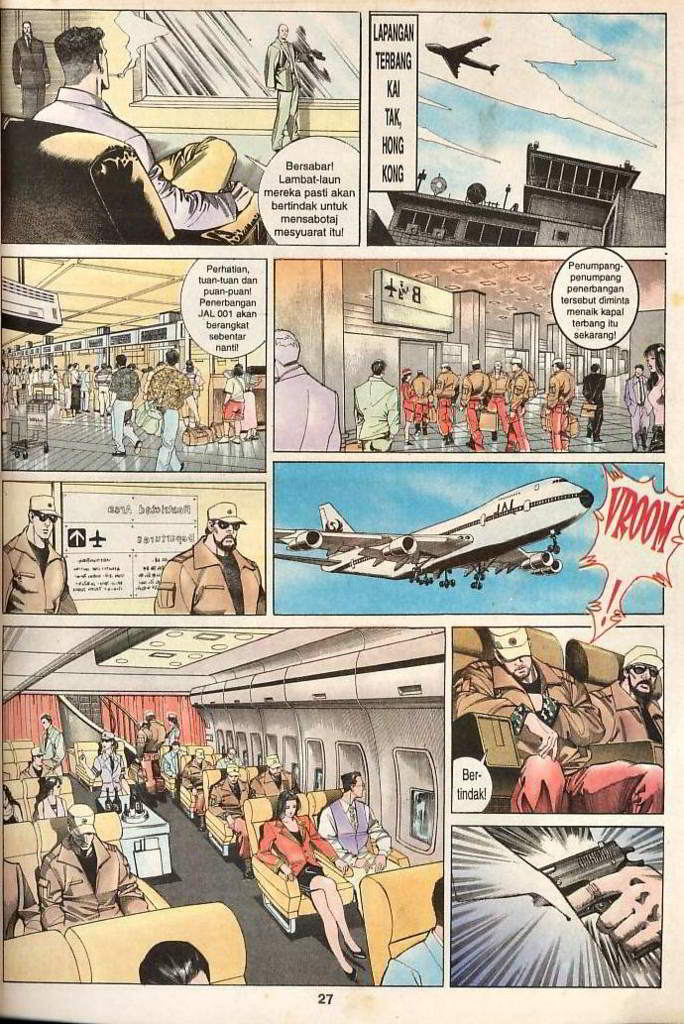 Bersabar!
Lambat-laun
mereka pasti akan
bertindak untuk
mensabotaj
mesyuarat itu!
LAPANGAN
TERBANG
KAI
TAK,
HONG
KONG
Perhatian,
tuan-tuan dan
puan-puan!
Penerbangan
JAL 001 akan
berangkat
sebentar
nanti!
Penumpang-
penumpang
penerbangan
tersebut diminta
menaik kapal
terbang itu
sekarang!
JAL
VROOM
!
Ber-
tindak!
27